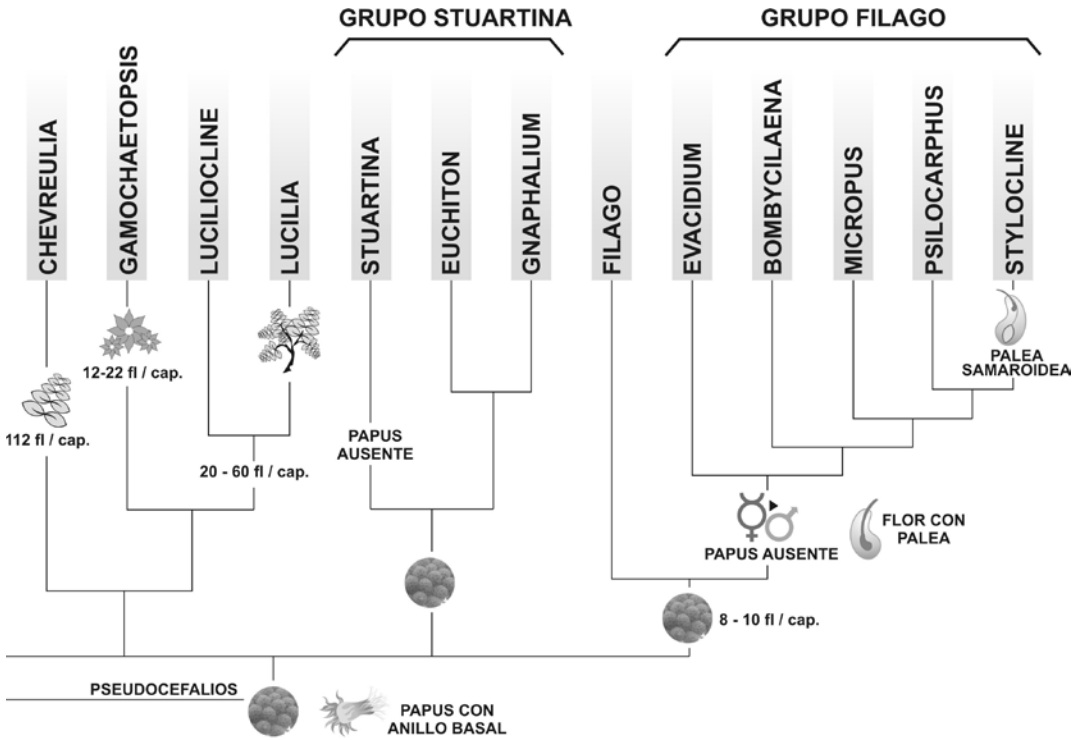 GRUPO STUARTINA
GRUPO FILAGO
CHEVREULIA
GAMOCHAETOPSIS
LUCILIOCLINE
LUCILIA
STUARTINA
EUCHITON
GNAPHALIUM
FILAGO
EVACIDIUM
BOMBYCILAENA
MICROPUS
PSILOCARPHUS
STYLOCLINE
12-22 fl / cap.
PALEA
SAMAROIDEA
112 fl / cap.
PAPUS
AUSENTE
20 - 60 fl / cap.
PAPUS AUSENTE
FLOR CON
PALEA
8 - 10 fl / cap.
PSEUDOCEFALIOS
PAPUS CON
ANILLO BASAL